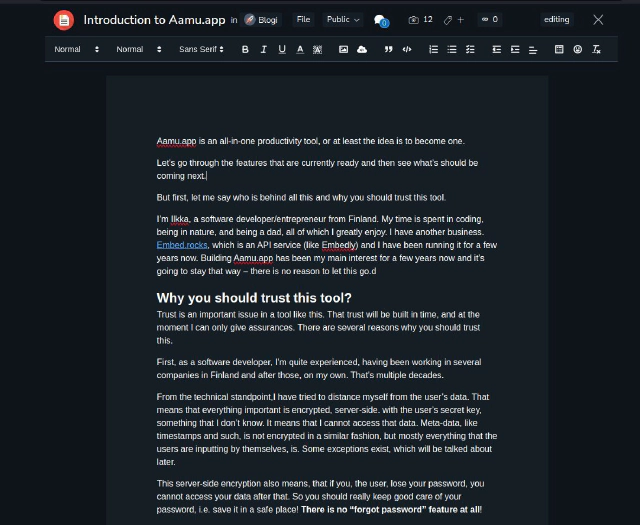 Introduction to Aamu.app in Blogi File Public 12 + 0 editing
Normal Normal Sans Serif B I U A
Aamu.app is an all-in-one productivity tool, or at least the idea is to become one.
Let's go through the features that are currently ready and then see what's should be
coming next.
But first, let me say who is behind all this and why you should trust this tool.
I'm Ilkka, a software developer/entrepreneur from Finland. My time is spent in coding,
being in nature, and being a dad, all of which I greatly enjoy. I have another business.
Embed.rocks, which is an API service (like Embedly) and I have been running it for a few
years now. Building Aamu.app has been my main interest for a few years now and it's
going to stay that way – there is no reason to let this go.d
Why you should trust this tool?
Trust is an important issue in a tool like this. That trust will be built in time, and at the
moment I can only give assurances. There are several reasons why you should trust
this.
First, as a software developer, I'm quite experienced, having been working in several
companies in Finland and after those, on my own. That's multiple decades.
From the technical standpoint,I have tried to distance myself from the user's data. That
means that everything important is encrypted, server-side. with the user's secret key,
something that I don't know. It means that I cannot access that data. Meta-data, like
timestamps and such, is not encrypted in a similar fashion, but mostly everything that the
users are inputting by themselves, is. Some exceptions exist, which will be talked about
later.
This server-side encryption also means, that if you, the user, lose your password, you
cannot access your data after that. So you should really keep good care of your
password, i.e. save it in a safe place! There is no “forgot password” feature at all!